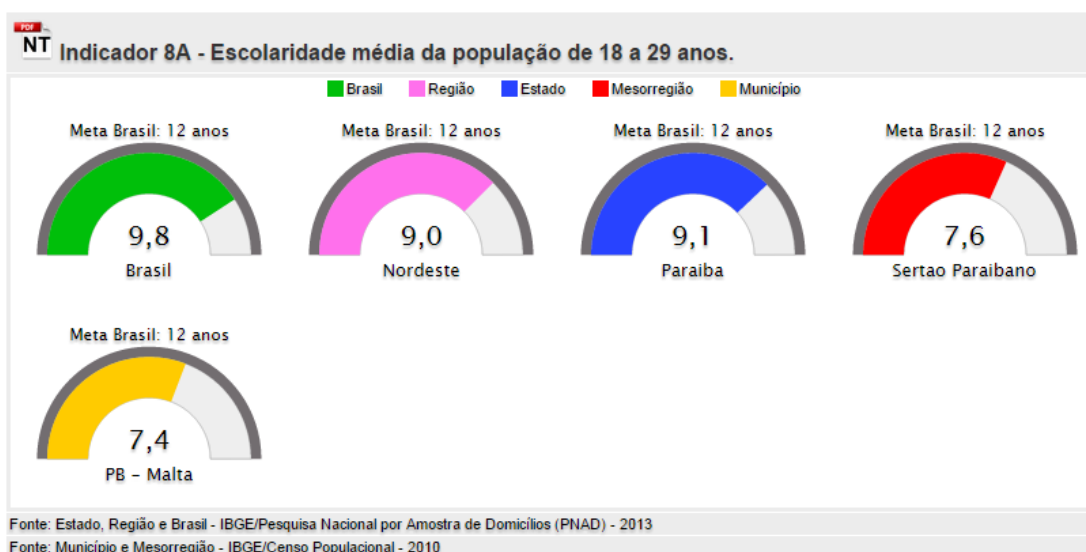 PDF
NT Indicador 8A - Escolaridade média da população de 18 a 29 anos.
Brasil Região Estado Mesorregião Município
Meta Brasil: 12 anos Meta Brasil: 12 anos Meta Brasil: 12 anos Meta Brasil: 12 anos
9,8 9,0 9,1 7,6
Brasil Nordeste Paraiba Sertao Paraibano
Meta Brasil: 12 anos
7,4
PB - Malta
Fonte: Estado, Região e Brasil - IBGE/Pesquisa Nacional por Amostra de Domicílios (PNAD) - 2013
Fonte: Município e Mesorregião - IBGE/Censo Populacional - 2010